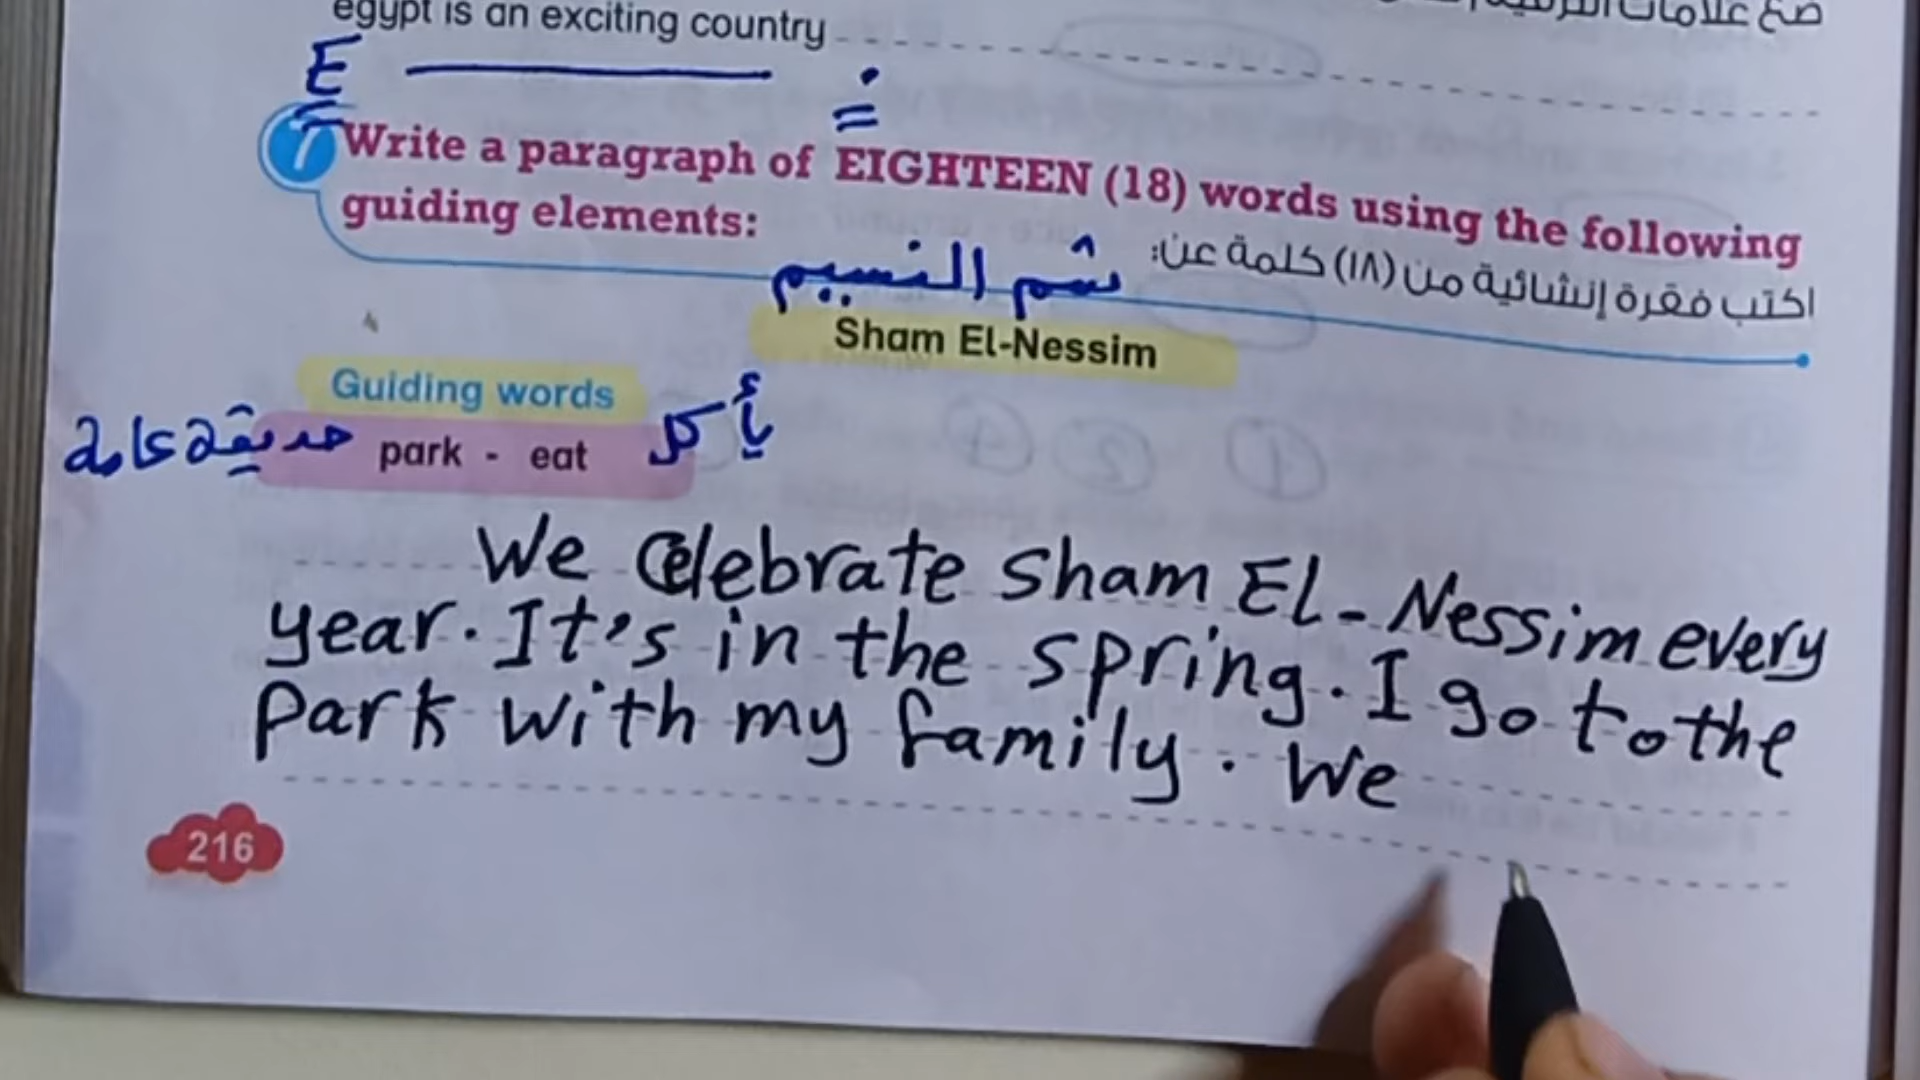 egypt is an exciting country
E .
7 Write a paragraph of EIGHTEEN (18) words using the following
guiding elements:
اكتب فقرة إنشائية من (١٨) كلمة عن:
شم النسيم
Sham El-Nessim
Guiding words
حديقة عامة park - eat يأكل
We Celebrate Sham El-Nessim every
year. It's in the spring. I go to the
Park with my family. We
216